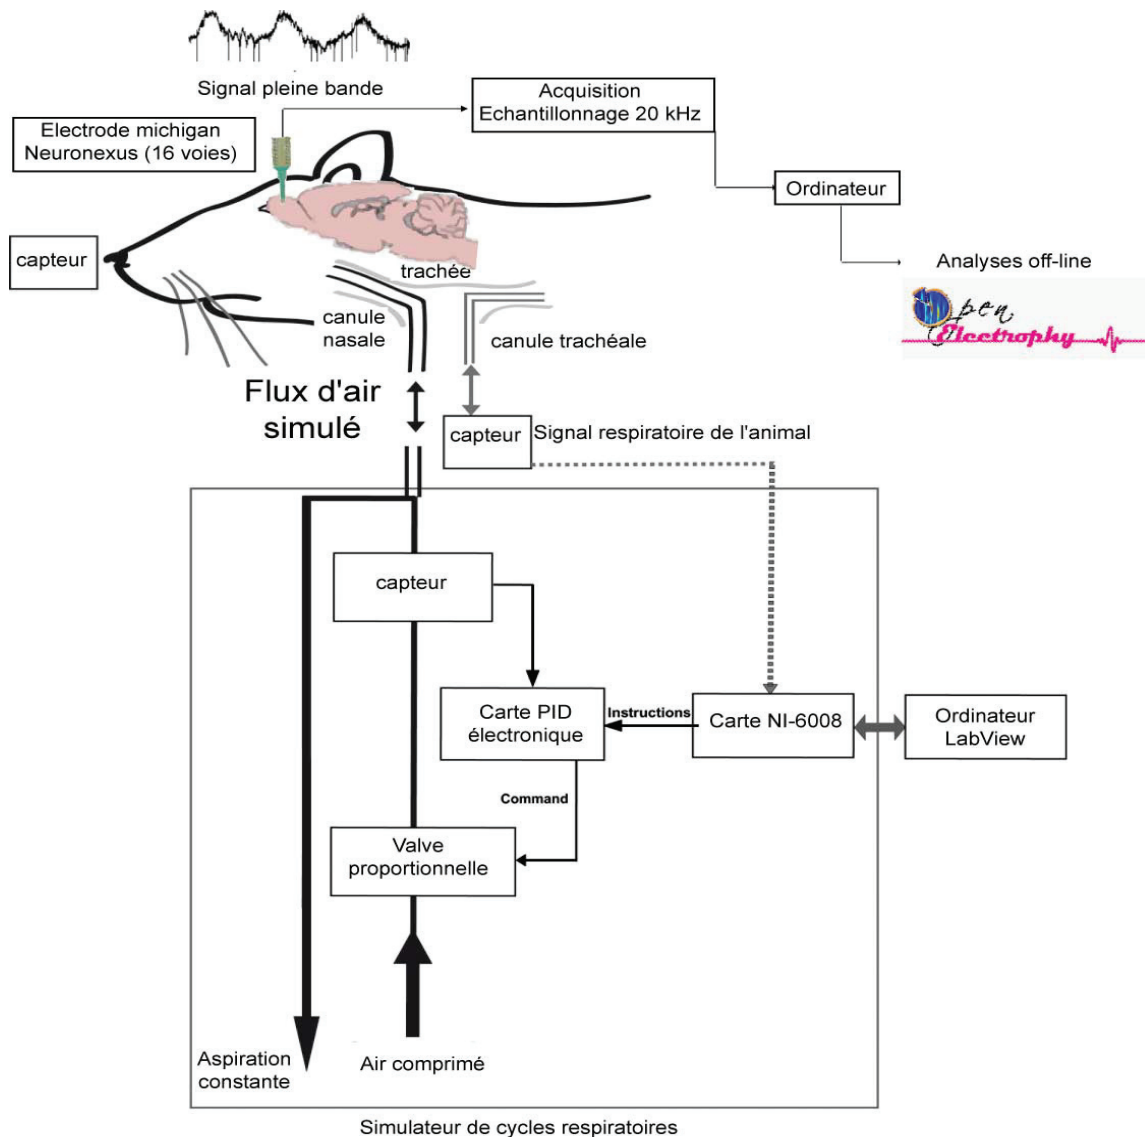 Signal pleine bande
Acquisition
Echantillonnage 20 kHz
Electrode michigan
Neuronexus (16 voies)
Ordinateur
capteur
Analyses off-line
Open
Electrophy
trachée
canule
nasale
canule trachéale
Flux d'air
simulé
capteur
Signal respiratoire de l'animal
capteur
Carte PID
électronique
Instructions
Carte NI-6008
Ordinateur
LabView
Command
Valve
proportionnelle
Aspiration
constante
Air comprimé
Simulateur de cycles respiratoires